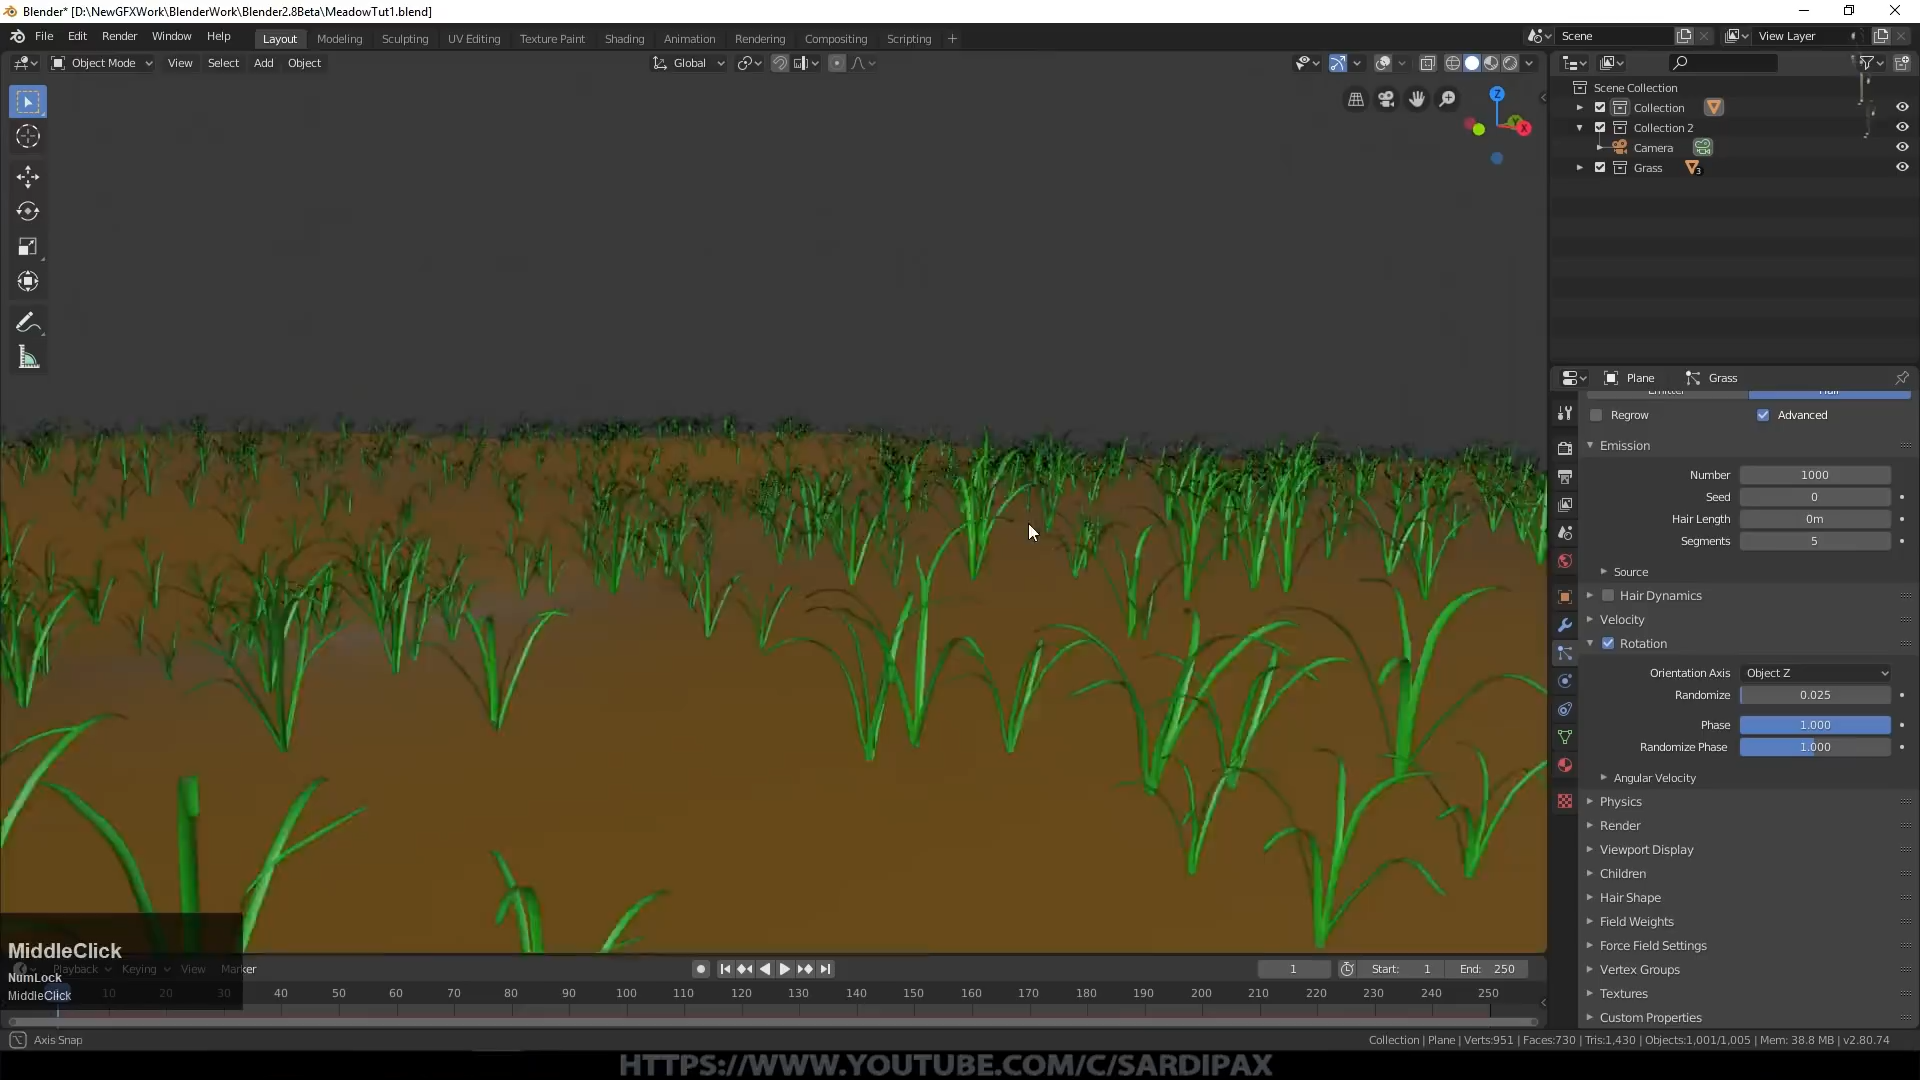 Blender* [D:\NewGFXWork\BlenderWork\Blender2.8Beta\MeadowTut1.blend]
File Edit Render Window Help Layout Modeling Sculpting UV Editing Texture Paint Shading Animation Rendering Compositing Scripting + Scene View Layer
Object Mode View Select Add Object Global
Z
Y
X
Scene Collection
Collection
Collection 2
Camera
Grass 3
Plane Grass
Emitter Hair
Regrow Advanced
Emission
Number 1000
Seed 0
Hair Length 0m
Segments 5
Source
Hair Dynamics
Velocity
Rotation
Orientation Axis Object Z
Randomize 0.025
Phase 1.000
Randomize Phase 1.000
Angular Velocity
Physics
Render
Viewport Display
Children
Hair Shape
Field Weights
Force Field Settings
Vertex Groups
Textures
Custom Properties
MiddleClick
NumLock
MiddleClick
Playback Keying View Marker 1 Start: 1 End: 250
10 20 30 40 50 60 70 80 90 100 110 120 130 140 150 160 170 180 190 200 210 220 230 240 250
Axis Snap
Collection | Plane | Verts:951 | Faces:730 | Tris:1,430 | Objects:1,001/1,005 | Mem: 38.8 MB | v2.80.74
HTTPS://WWW.YOUTUBE.COM/C/SARDIPAX